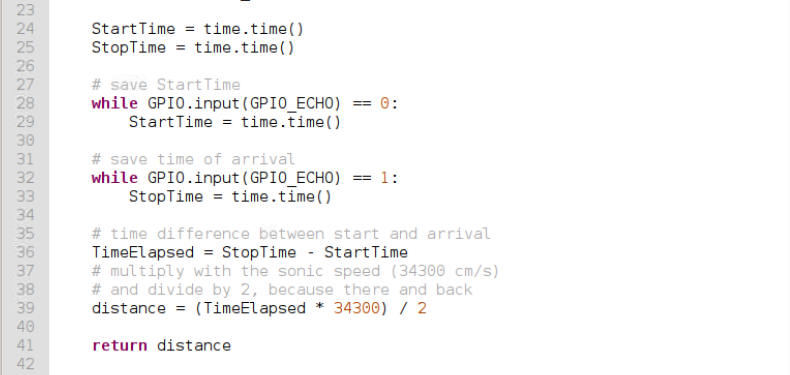 23
24 StartTime = time.time()
25 StopTime = time.time()
26
27 # save StartTime
28 while GPIO.input(GPIO_ECHO) == 0:
29 StartTime = time.time()
30
31 # save time of arrival
32 while GPIO.input(GPIO_ECHO) == 1:
33 StopTime = time.time()
34
35 # time difference between start and arrival
36 TimeElapsed = StopTime - StartTime
37 # multiply with the sonic speed (34300 cm/s)
38 # and divide by 2, because there and back
39 distance = (TimeElapsed * 34300) / 2
40
41 return distance
42